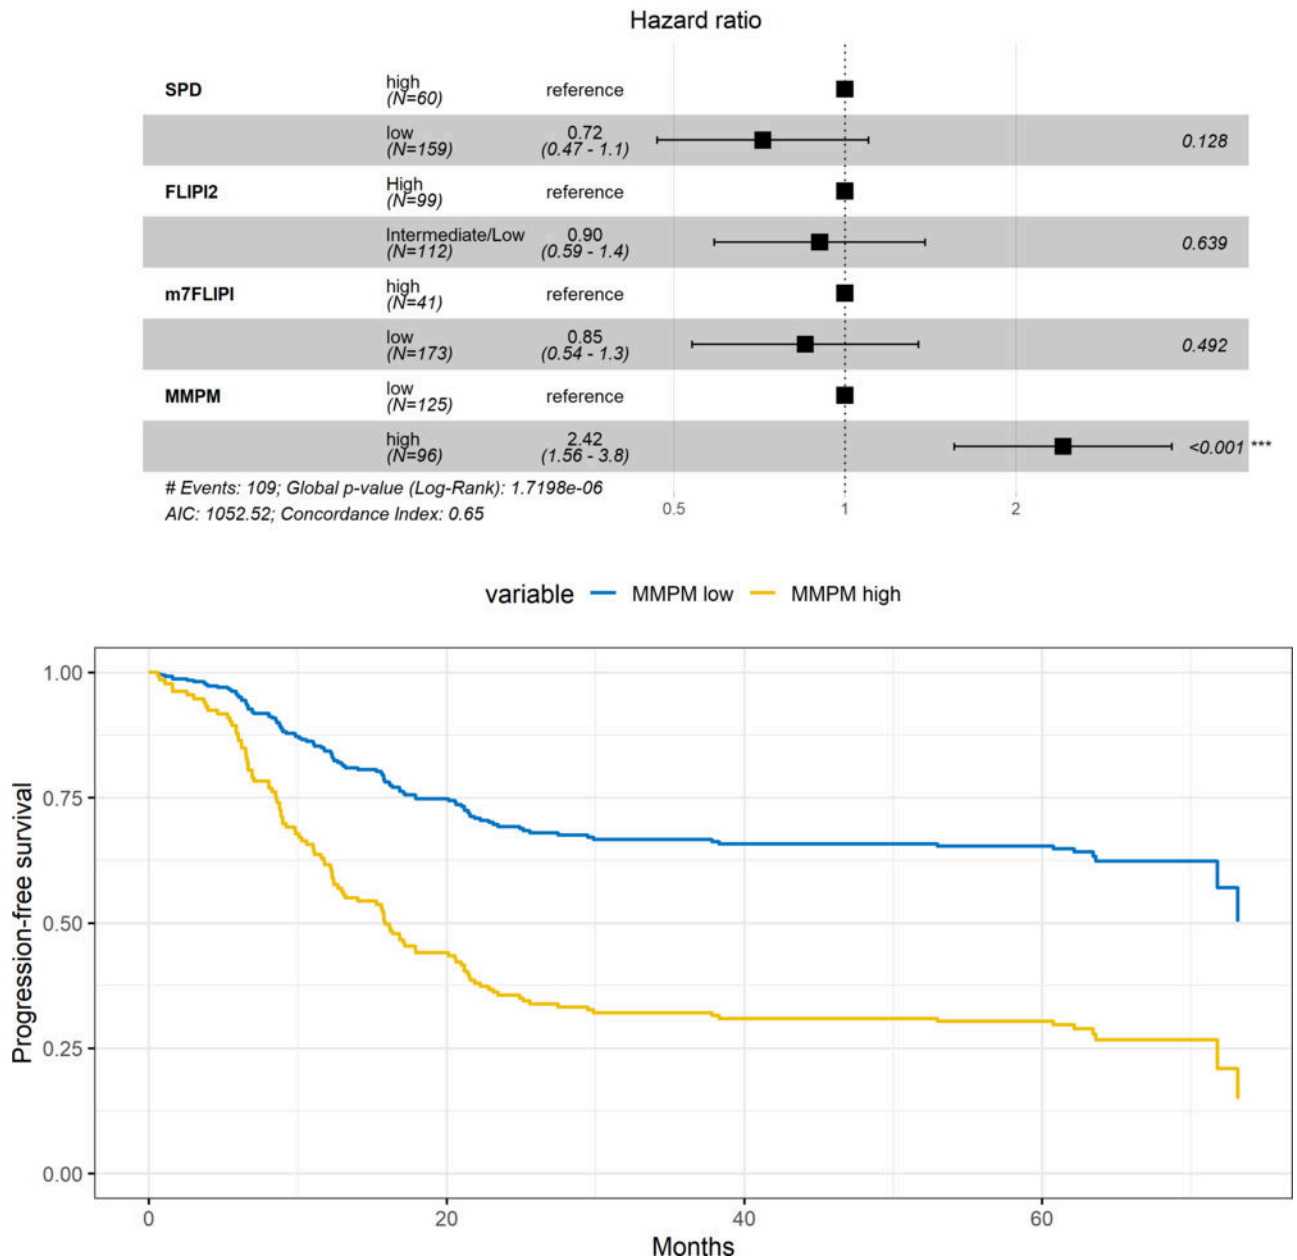 Hazard ratio
SPD high reference
(N=60)
low 0.72 0.128
(N=159) (0.47 - 1.1)
FLIPI2 High reference
(N=99)
Intermediate/Low 0.90 0.639
(N=112) (0.59 - 1.4)
m7FLIPI high reference
(N=41)
low 0.85 0.492
(N=173) (0.54 - 1.3)
MMPM low reference
(N=125)
high 2.42 <0.001 ***
(N=96) (1.56 - 3.8)
# Events: 109; Global p-value (Log-Rank): 1.7198e-06
AIC: 1052.52; Concordance Index: 0.65
0.5 1 2
variable MMPM low MMPM high
Progression-free survival
1.00
0.75
0.50
0.25
0.00
0 20 40 60
Months